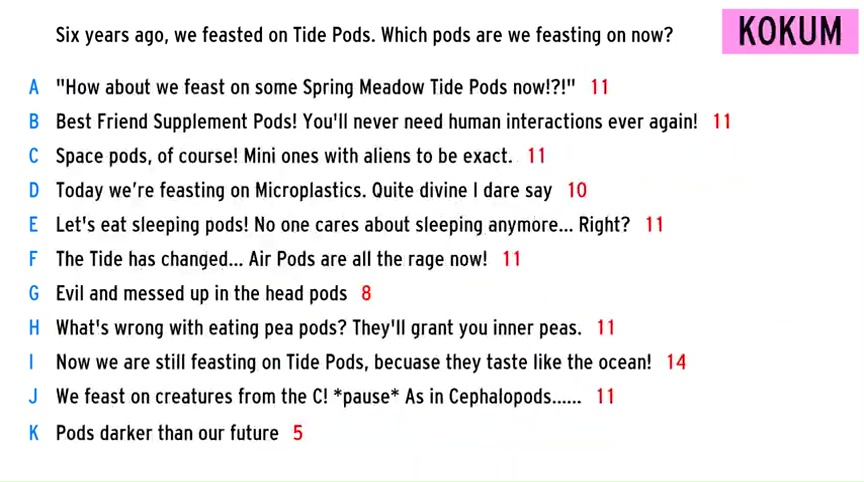 Six years ago, we feasted on Tide Pods. Which pods are we feasting on now?
KOKUM
A "How about we feast on some Spring Meadow Tide Pods now!?!" 11
B Best Friend Supplement Pods! You'll never need human interactions ever again! 11
C Space pods, of course! Mini ones with aliens to be exact. 11
D Today we're feasting on Microplastics. Quite divine I dare say 10
E Let's eat sleeping pods! No one cares about sleeping anymore... Right? 11
F The Tide has changed... Air Pods are all the rage now! 11
G Evil and messed up in the head pods 8
H What's wrong with eating pea pods? They'll grant you inner peas. 11
I Now we are still feasting on Tide Pods, becuase they taste like the ocean! 14
J We feast on creatures from the C! *pause* As in Cephalopods...... 11
K Pods darker than our future 5